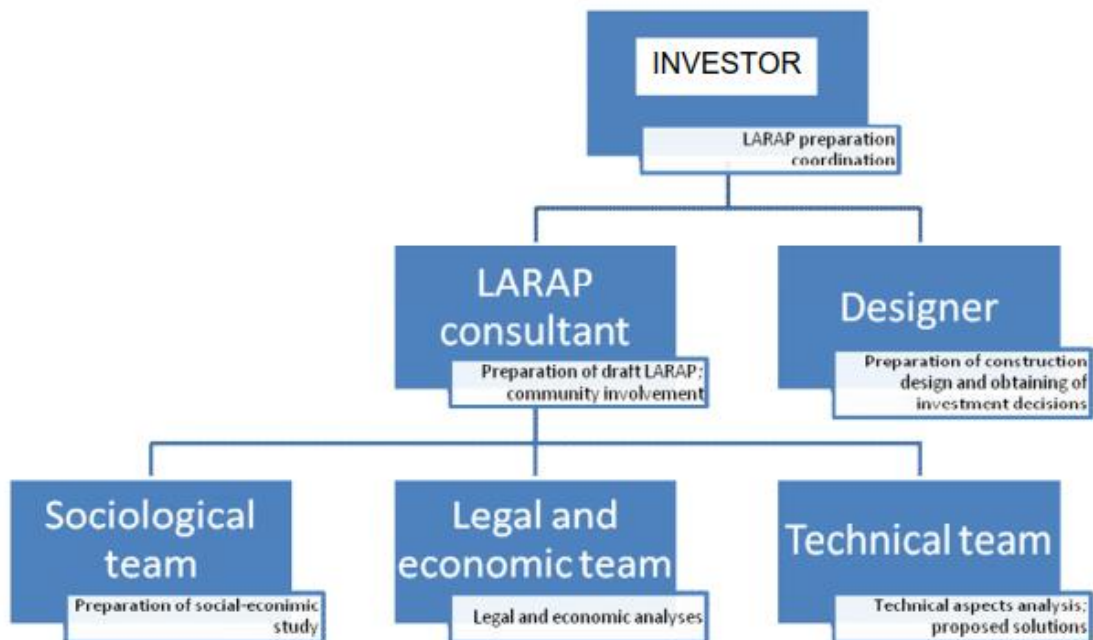 INVESTOR
LARAP preparation
coordination
LARAP
consultant
Preparation of draft LARAP;
community involvement
Designer
Preparation of construction
design and obtaining of
investment decisions
Sociological
team
Preparation of social-econimic
study
Legal and
economic team
Legal and economic analyses
Technical team
Technical aspects analysis;
proposed solutions